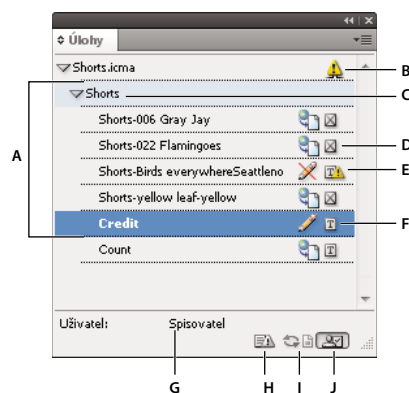 Úlohy
Shorts.icma
B
Shorts
C
Shorts-006 Gray Jay
Shorts-022 Flamingoes
D
A
Shorts-Birds everywhereSeattleno
E
Shorts-yellow leaf-yellow
Credit
F
Count
Uživatel: Spisovatel
G H I J